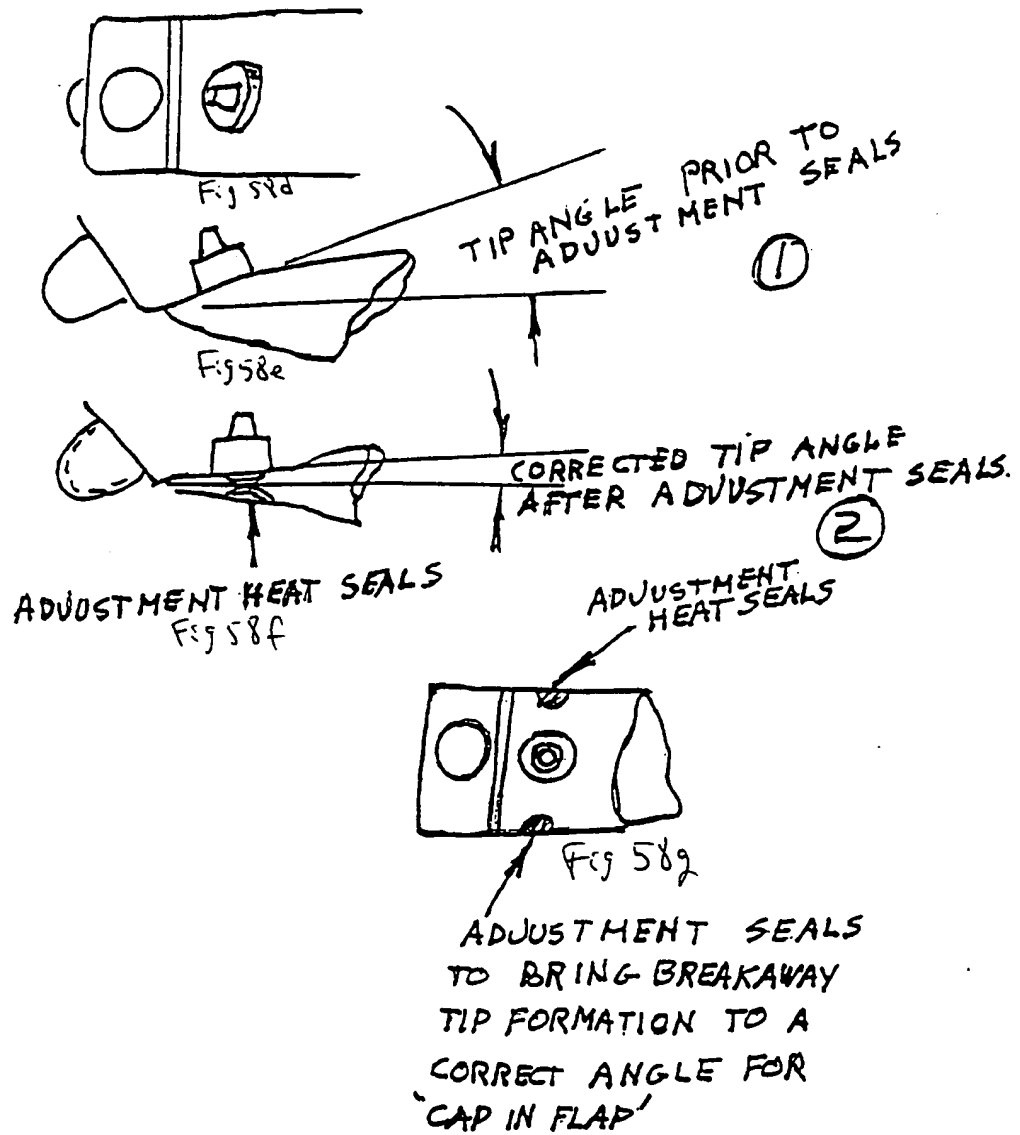 Fig 58d
TIP ANGLE PRIOR TO
ADJUSTMENT SEALS
1
Fig 58e
CORRECTED TIP ANGLE
AFTER ADJUSTMENT SEALS.
2
ADJUSTMENT HEAT SEALS
Fig 58f
ADJUSTMENT
HEAT SEALS
Fig 58g
ADJUSTMENT SEALS
TO BRING BREAKAWAY
TIP FORMATION TO A
CORRECT ANGLE FOR
'CAP IN FLAP'